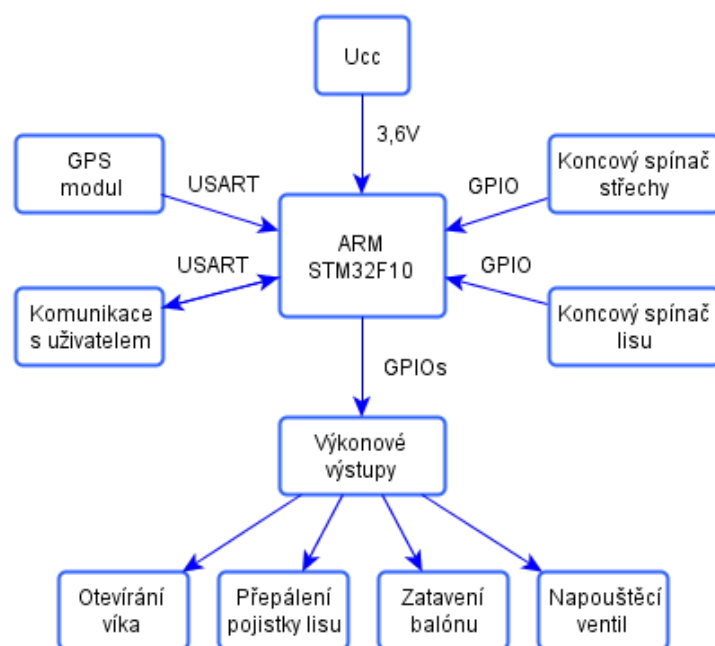 Ucc
3,6V
GPS
modul
USART
GPIO
Koncový spínač
střechy
ARM
STM32F10
USART
GPIO
Komunikace
s uživatelem
Koncový spínač
lisu
GPIOs
Výkonové
výstupy
Otevírání
víka
Přepálení
pojistky lisu
Zatavení
balónu
Napouštěcí
ventil